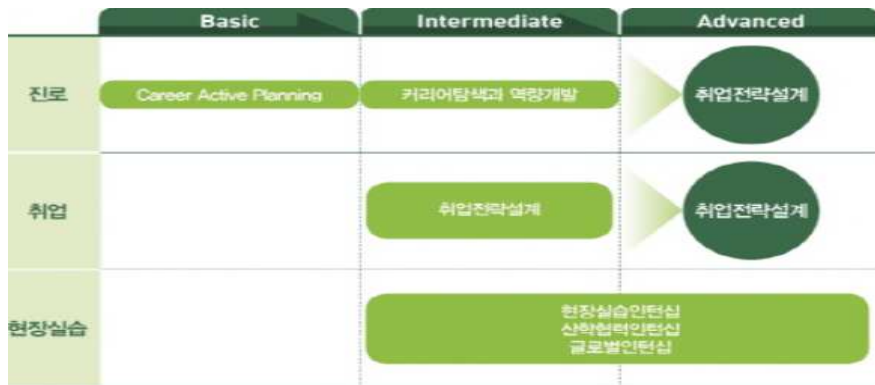 Basic Intermediate Advanced
진로 Career Active Planning 커리어탐색과 역량개발 취업전략설계
취업 취업전략설계 취업전략설계
현장실습인턴십
현장실습 산학협력인턴십
글로벌인턴십